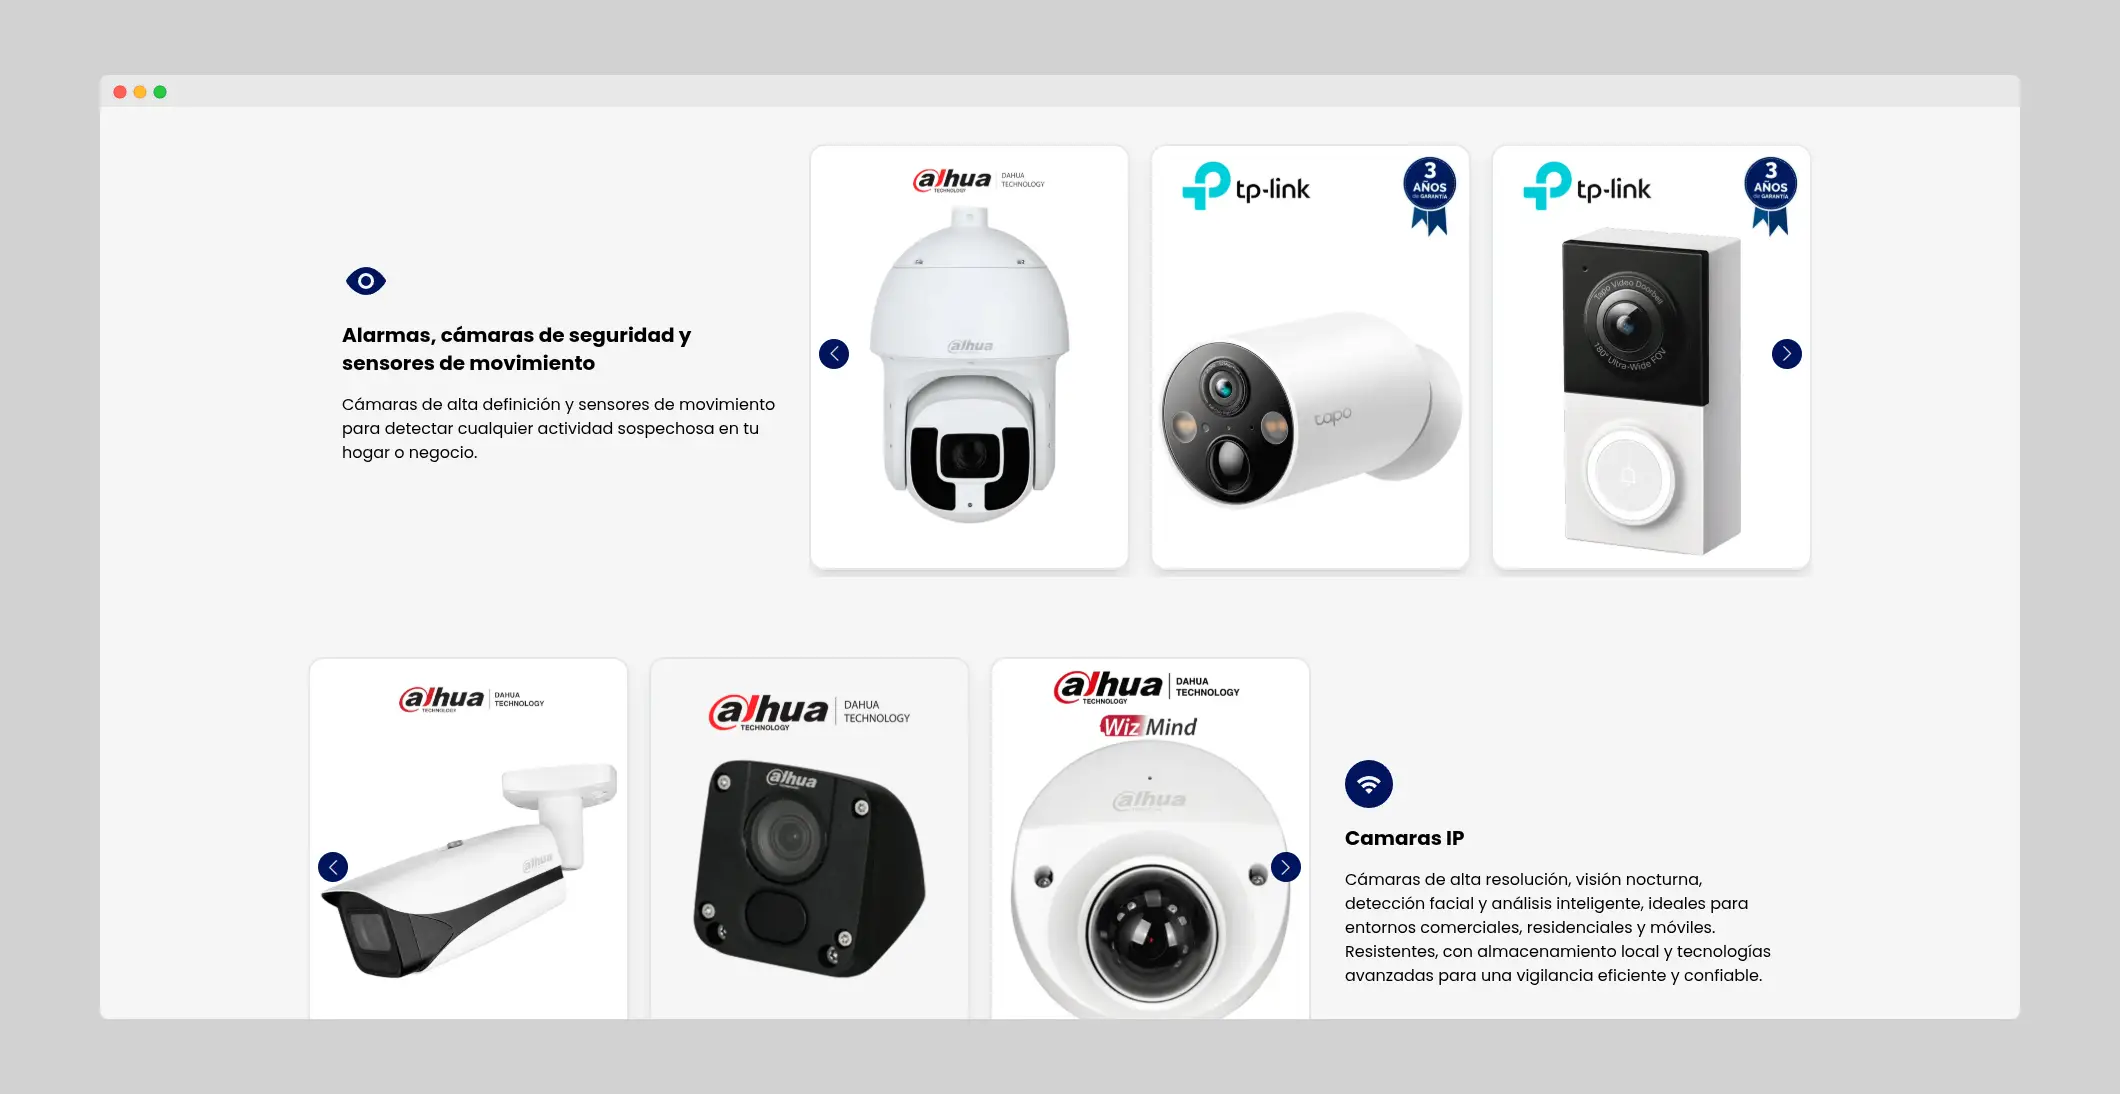 Alarmas, cámaras de seguridad y
sensores de movimiento
Cámaras de alta definición y sensores de movimiento
para detectar cualquier actividad sospechosa en tu
hogar o negocio.
alhua
TECHNOLOGY
DAHUA
TECHNOLOGY
alhua
tp-link
3
AÑOS
de GARANTÍA
tapo
tp-link
3
AÑOS
de GARANTÍA
Tapo Video Doorbell
180° Ultra-Wide FOV
alhua
TECHNOLOGY
DAHUA
TECHNOLOGY
alhua
alhua
TECHNOLOGY
DAHUA
TECHNOLOGY
alhua
alhua
TECHNOLOGY
DAHUA
TECHNOLOGY
Wiz Mind
alhua
Camaras IP
Cámaras de alta resolución, visión nocturna,
detección facial y análisis inteligente, ideales para
entornos comerciales, residenciales y móviles.
Resistentes, con almacenamiento local y tecnologías
avanzadas para una vigilancia eficiente y confiable.